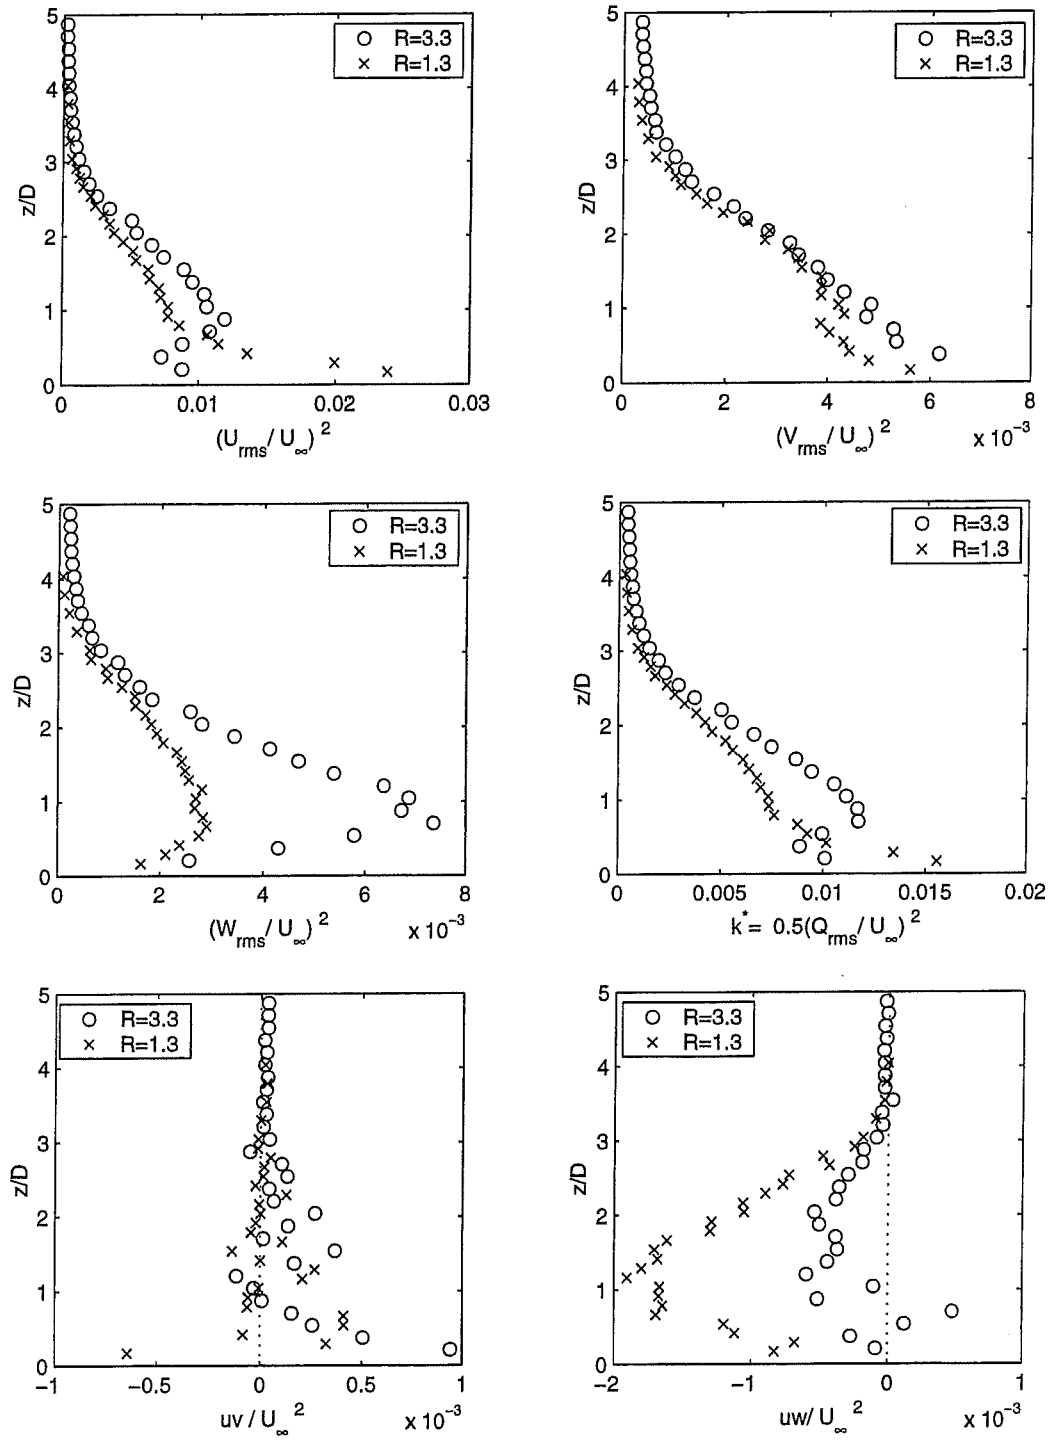 5
4
3
2
1
0
z/D
○ R=3.3
× R=1.3
0 0.01 0.02 0.03
(U_rms/ U_∞)²
5
4
3
2
1
0
z/D
○ R=3.3
× R=1.3
0 2 4 6 8
(V_rms/ U_∞)² x 10⁻³
5
4
3
2
1
0
z/D
○ R=3.3
× R=1.3
0 2 4 6 8
(W_rms/ U_∞)² x 10⁻³
5
4
3
2
1
0
z/D
○ R=3.3
× R=1.3
0 0.005 0.01 0.015 0.02
k* = 0.5(Q_rms/ U_∞)²
5
4
3
2
1
0
z/D
○ R=3.3
× R=1.3
−1 −0.5 0 0.5 1
uv / U_∞² x 10⁻³
5
4
3
2
1
0
z/D
○ R=3.3
× R=1.3
−2 −1 0 1
uw/ U_∞² x 10⁻³